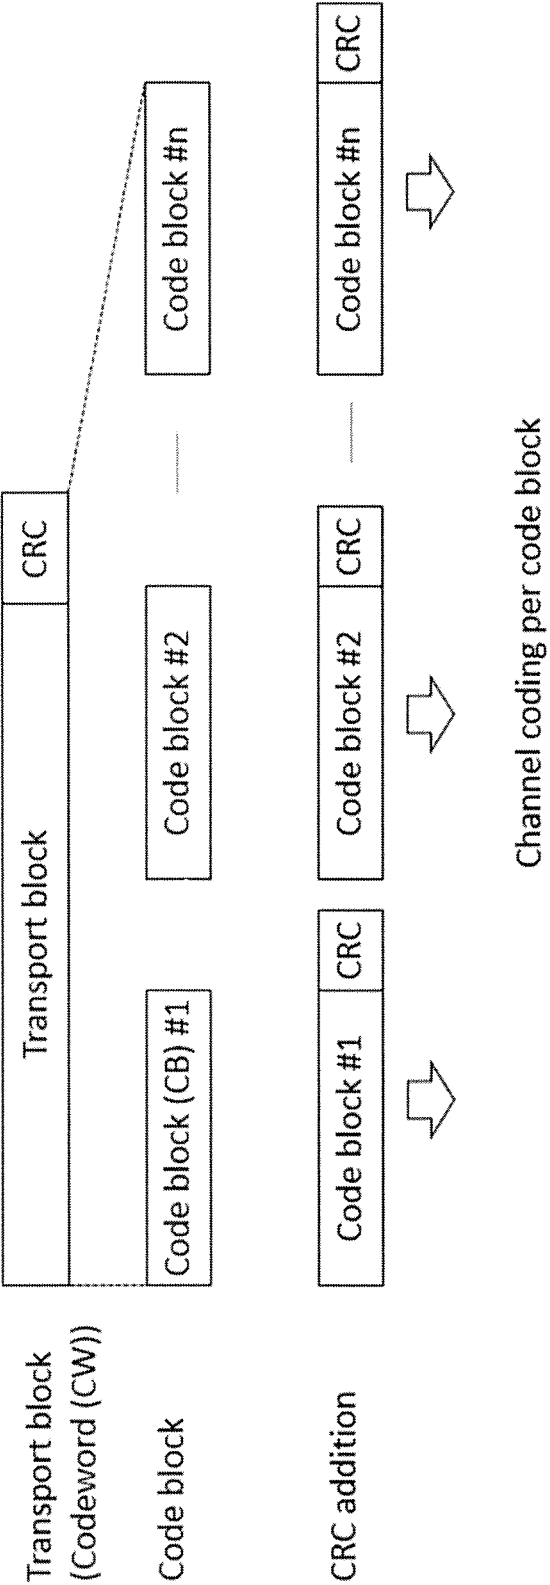 Transport block
(Codeword (CW))
Transport block
CRC
Code block
Code block (CB) #1
Code block #2
Code block #n
CRC addition
Code block #1
CRC
Code block #2
CRC
Code block #n
CRC
Channel coding per code block